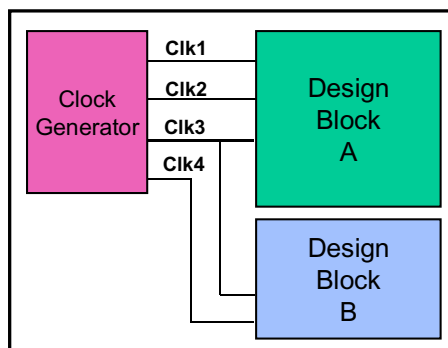 Clock
Generator
Clk1
Clk2
Clk3
Clk4
Design
Block
A
Design
Block
B